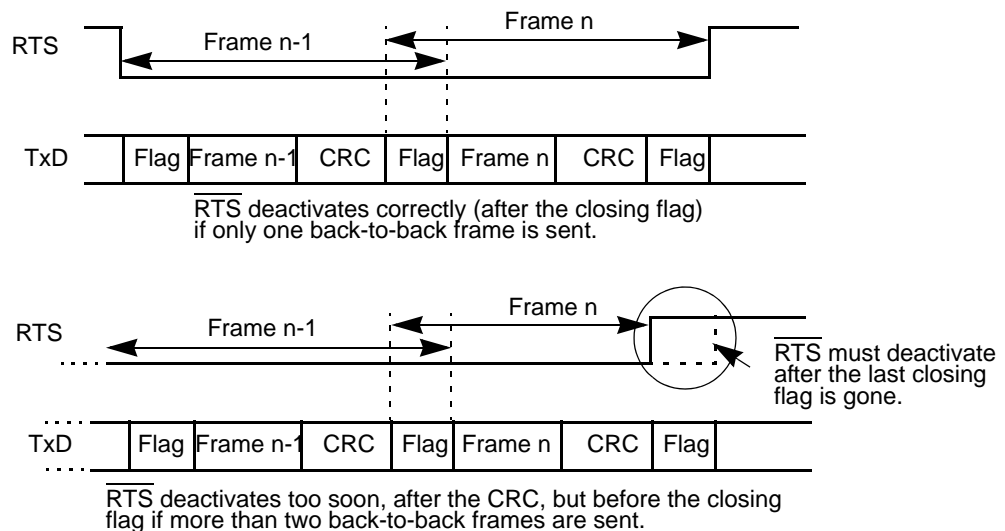 Frame n
RTS
Frame n-1
TxD
Flag Frame n-1 CRC Flag Frame n CRC Flag
RTS deactivates correctly (after the closing flag)
if only one back-to-back frame is sent.
Frame n
RTS
Frame n-1
RTS must deactivate
after the last closing
flag is gone.
TxD
Flag Frame n-1 CRC Flag Frame n CRC Flag
RTS deactivates too soon, after the CRC, but before the closing
flag if more than two back-to-back frames are sent.